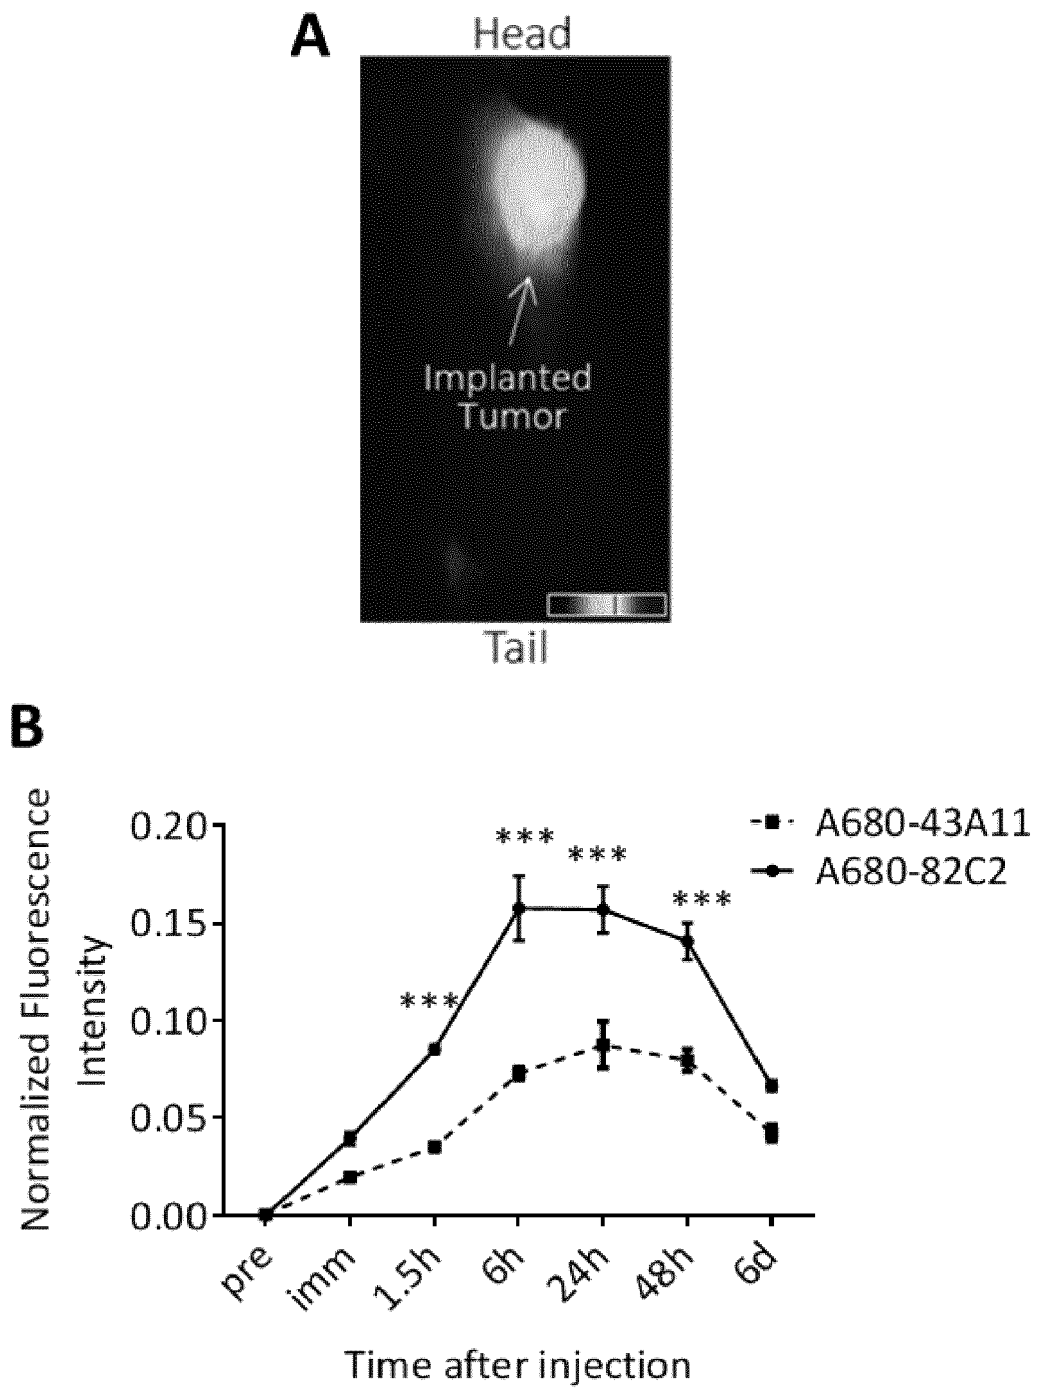 A
Head
Implanted
Tumor
Tail
B
Normalized Fluorescence
Intensity
0.20
0.15
0.10
0.05
0.00
***
***
***
***
A680-43A11
A680-82C2
pre
imm
1.5h
6h
24h
48h
6d
Time after injection